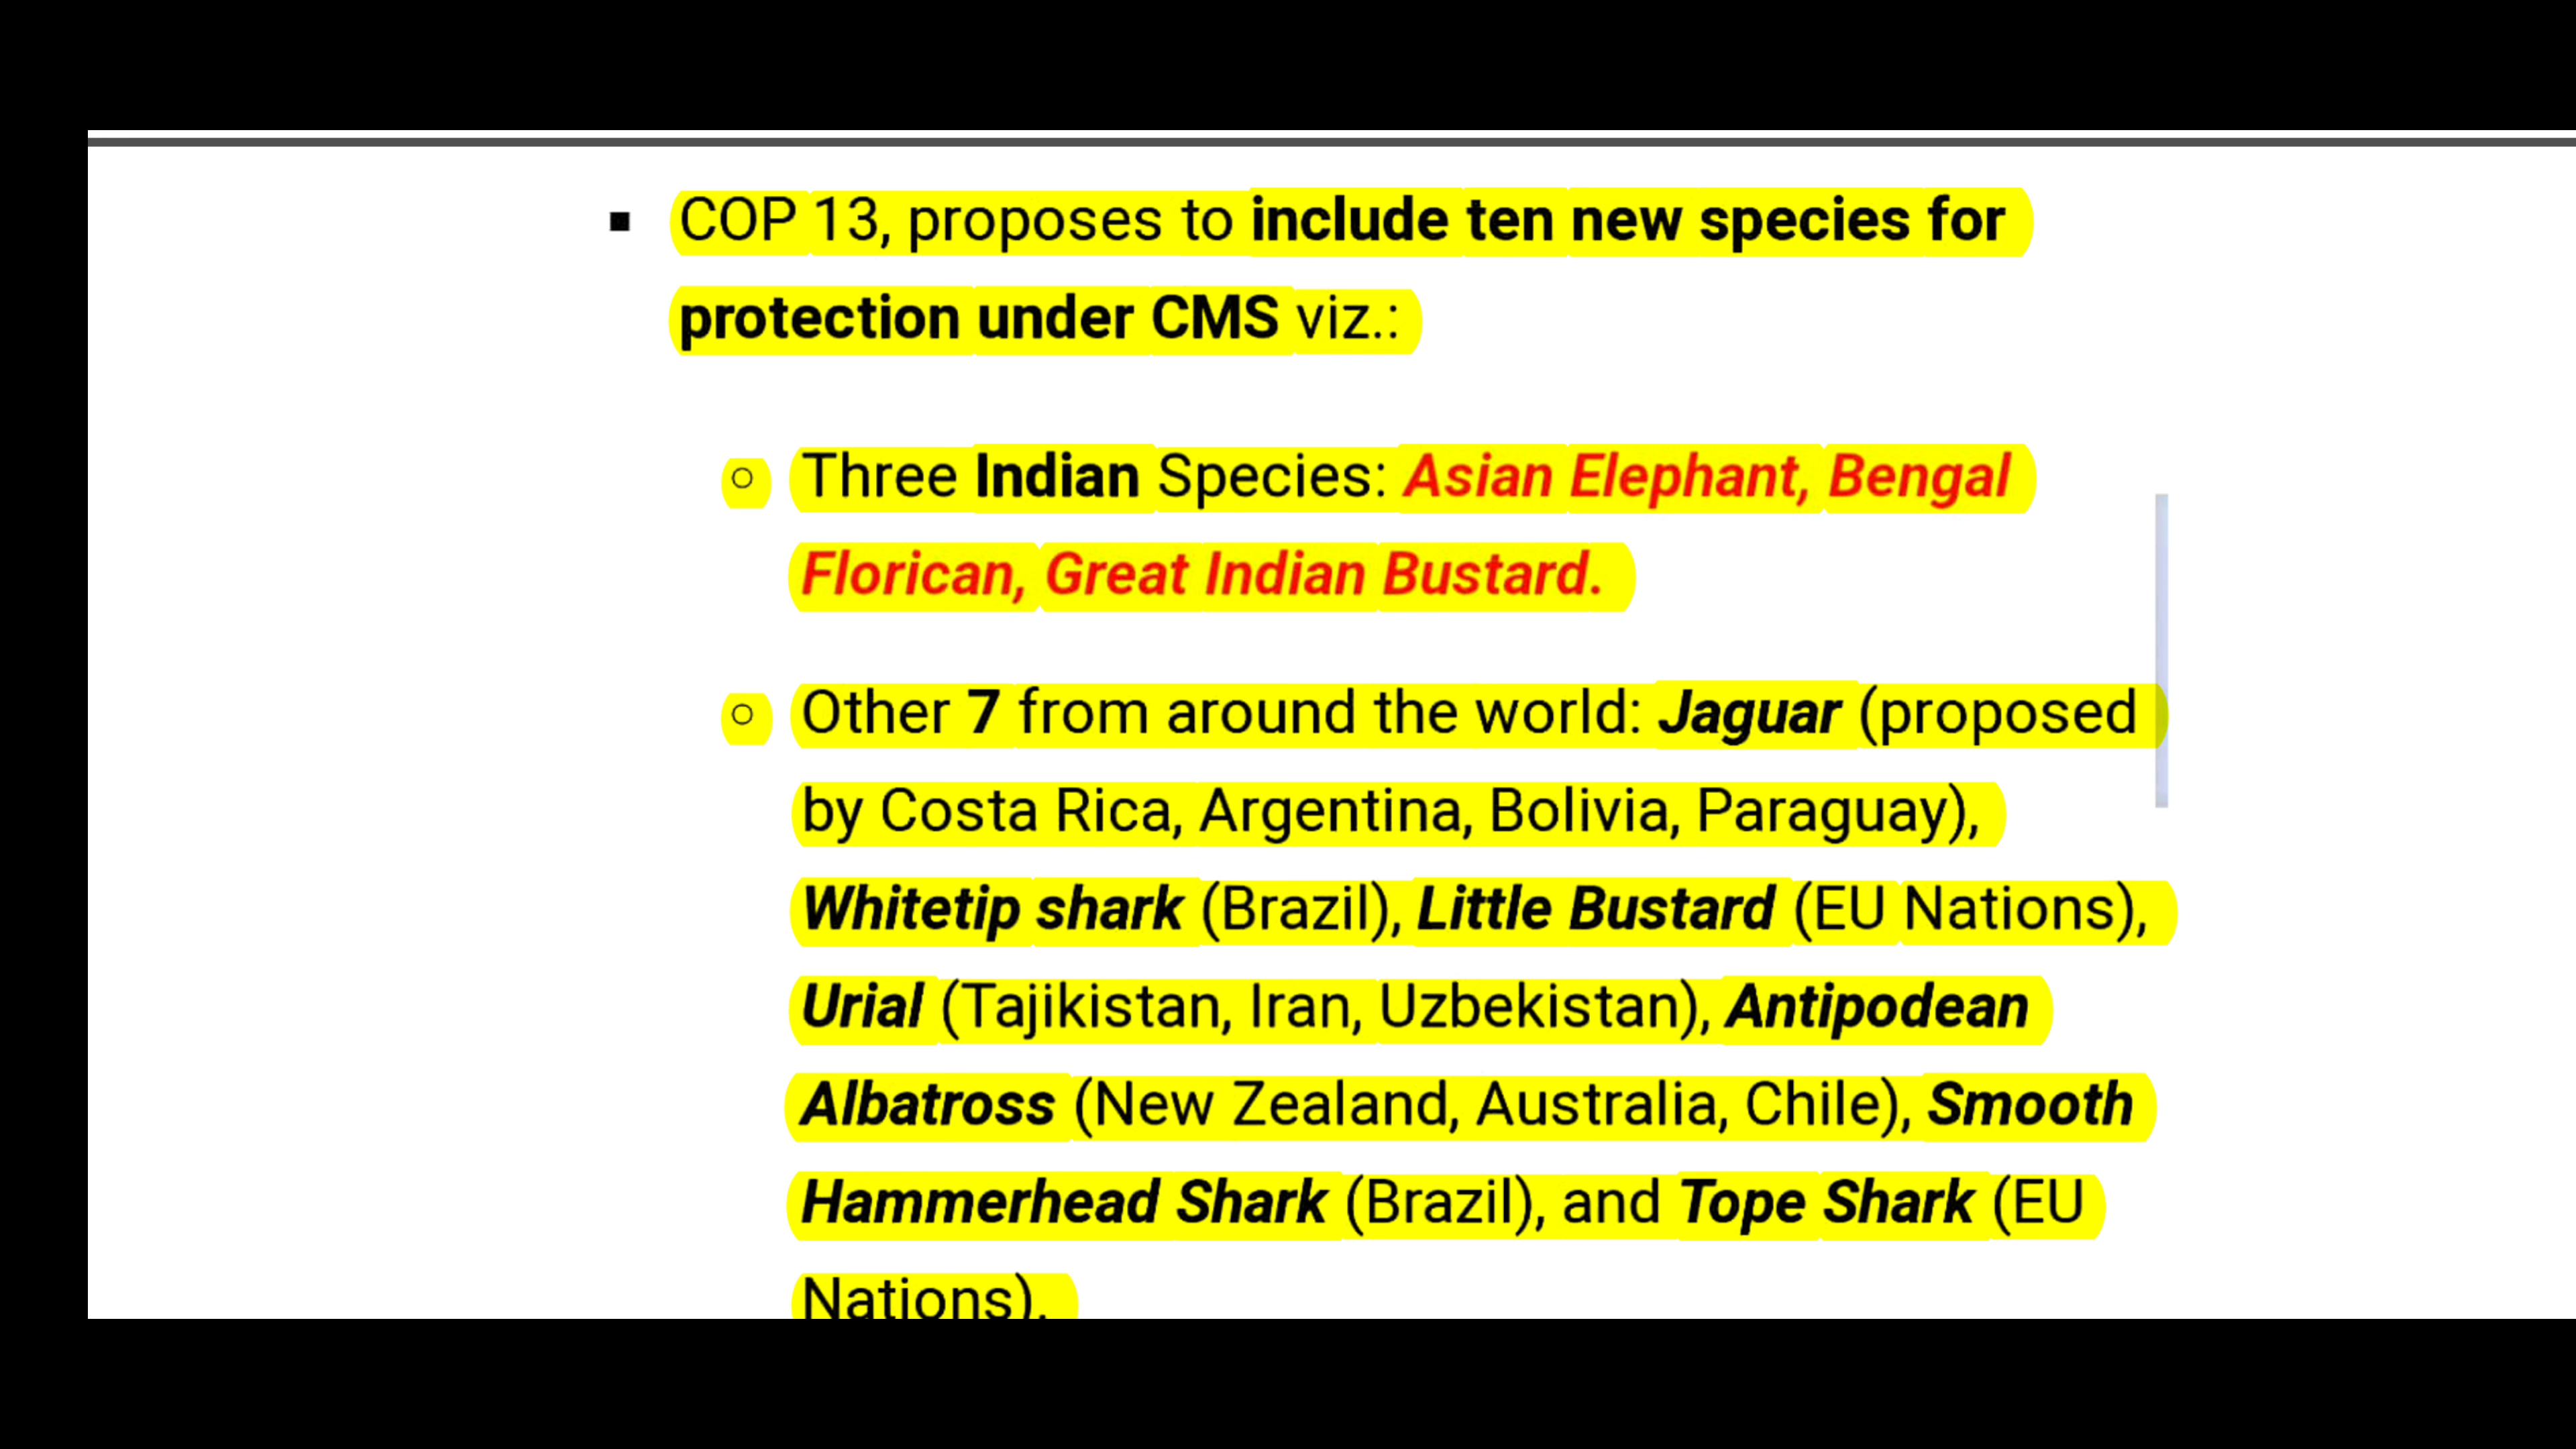 ▪ COP 13, proposes to include ten new species for
protection under CMS viz.:
○ Three Indian Species: Asian Elephant, Bengal
Florican, Great Indian Bustard.
○ Other 7 from around the world: Jaguar (proposed
by Costa Rica, Argentina, Bolivia, Paraguay),
Whitetip shark (Brazil), Little Bustard (EU Nations),
Urial (Tajikistan, Iran, Uzbekistan), Antipodean
Albatross (New Zealand, Australia, Chile), Smooth
Hammerhead Shark (Brazil), and Tope Shark (EU
Nations).